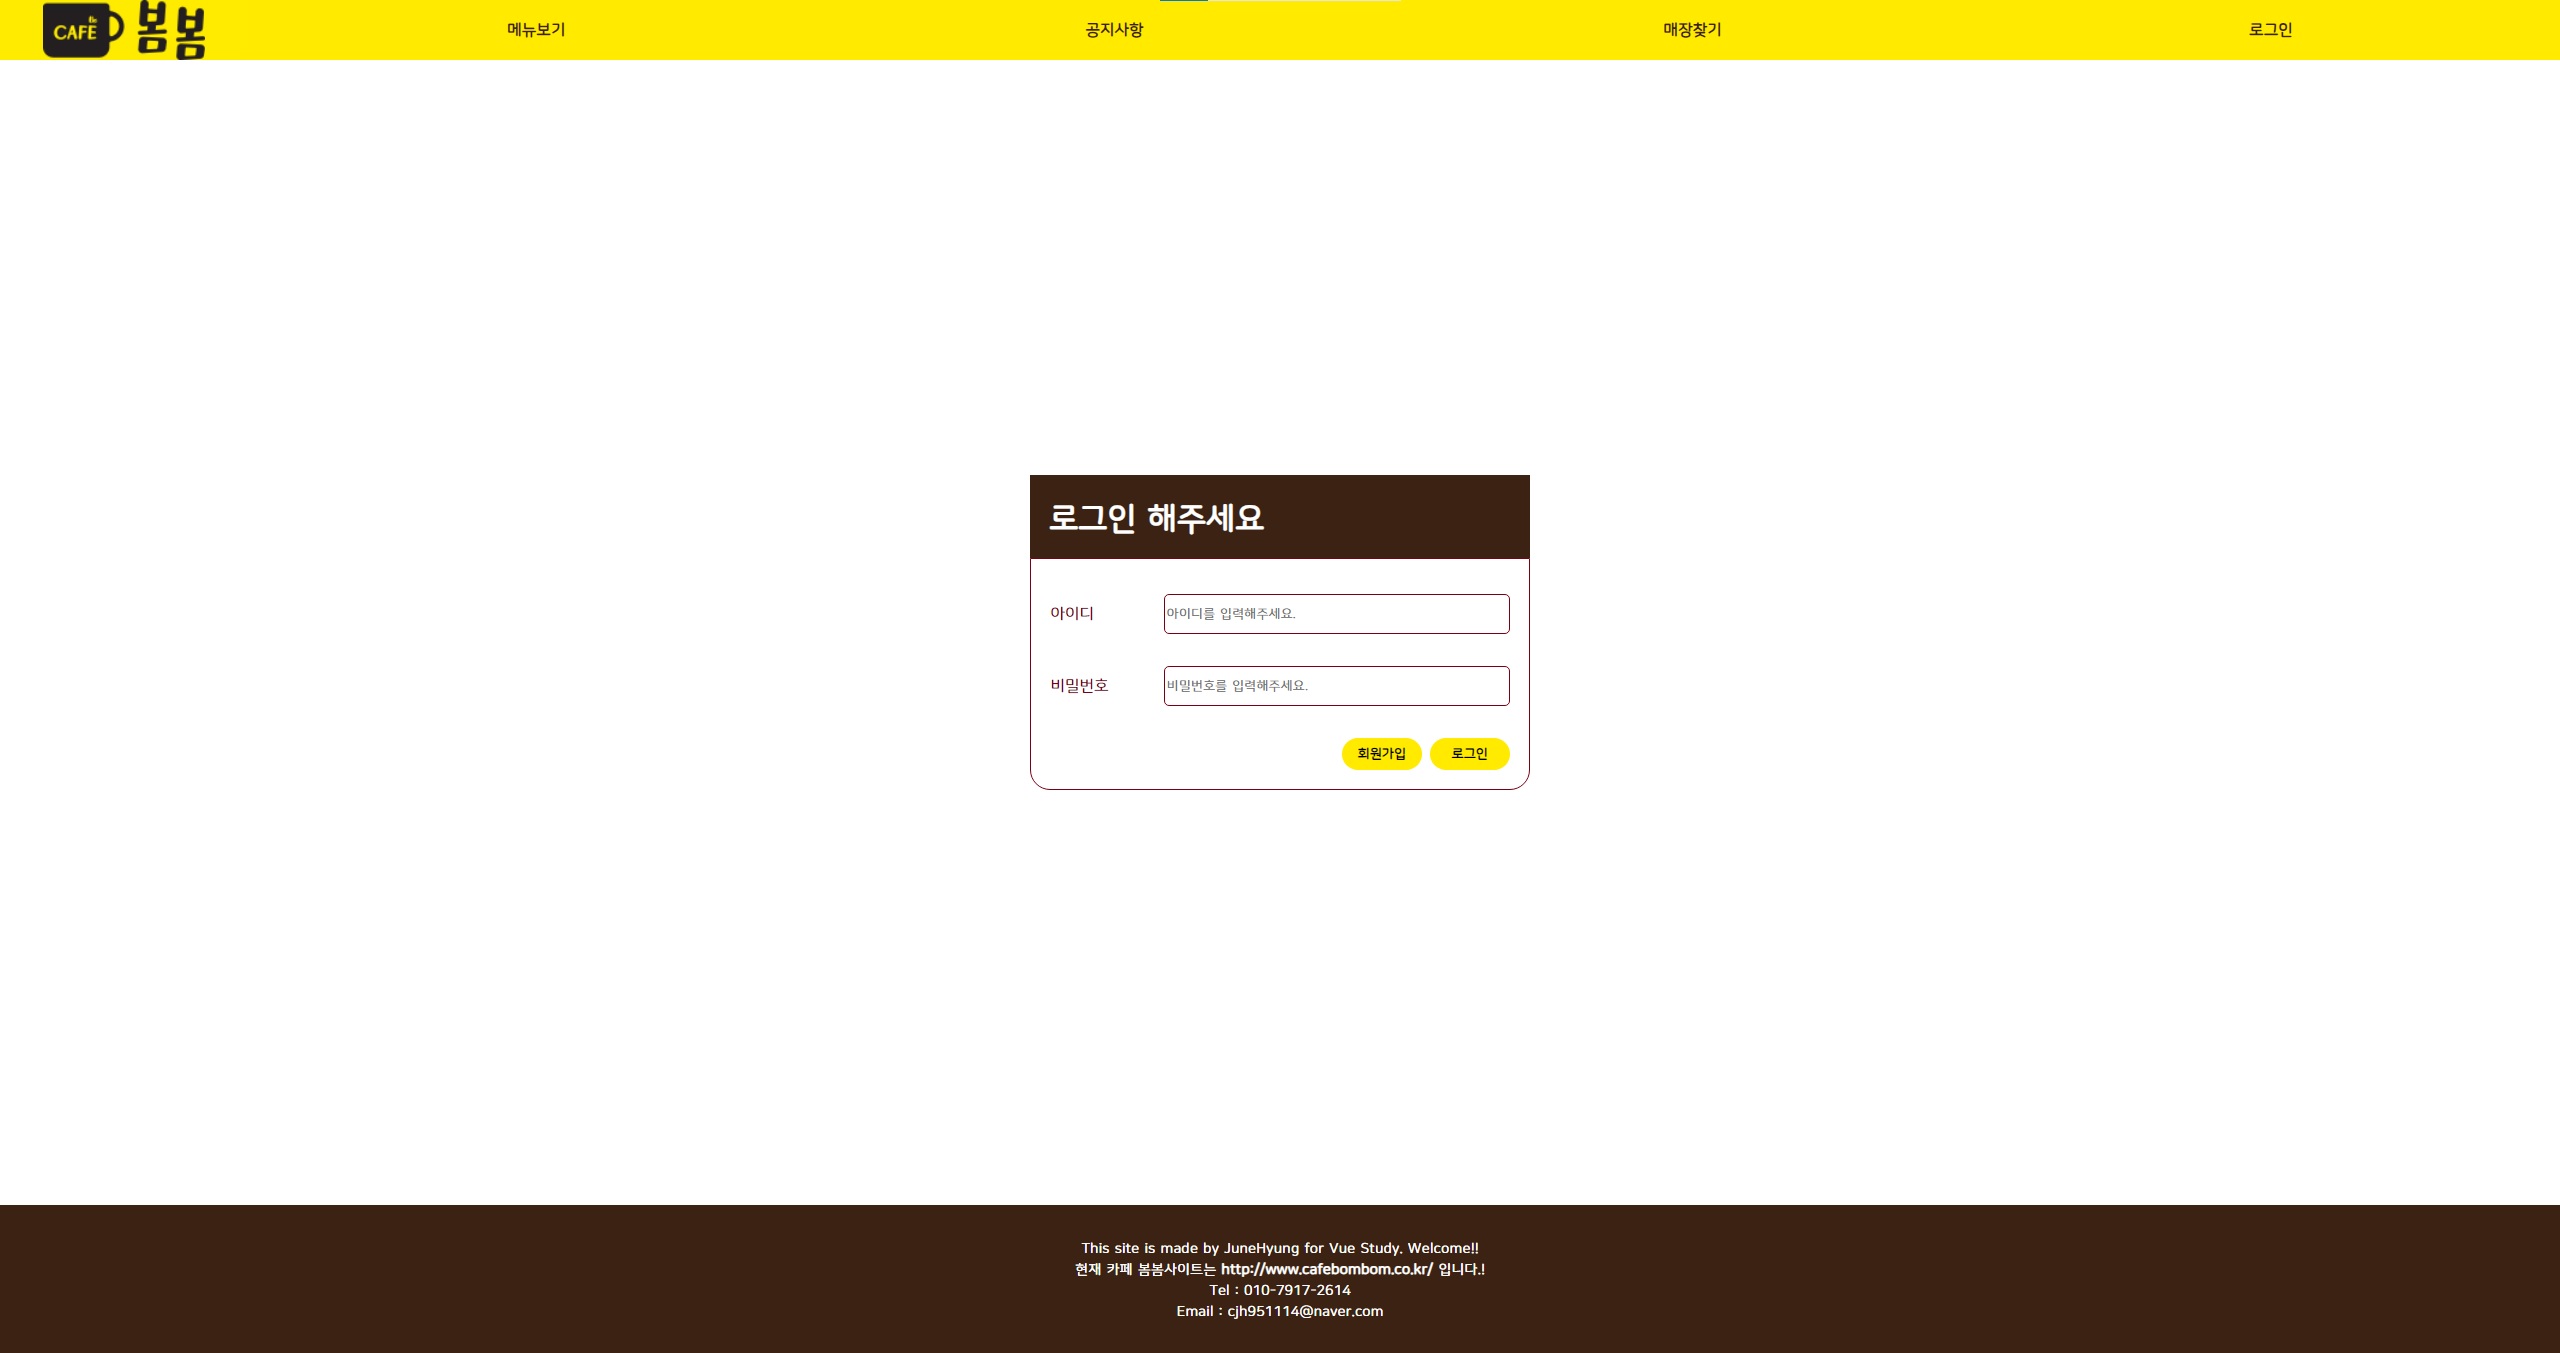 CAFE 봄봄
메뉴보기
공지사항
매장찾기
로그인
로그인 해주세요
아이디
아이디를 입력해주세요.
비밀번호
비밀번호를 입력해주세요.
회원가입
로그인
This site is made by JuneHyung for Vue Study. Welcome!!
현재 카페 봄봄사이트는 http://www.cafebombom.co.kr/ 입니다.!
Tel : 010-7917-2614
Email : cjh951114@naver.com